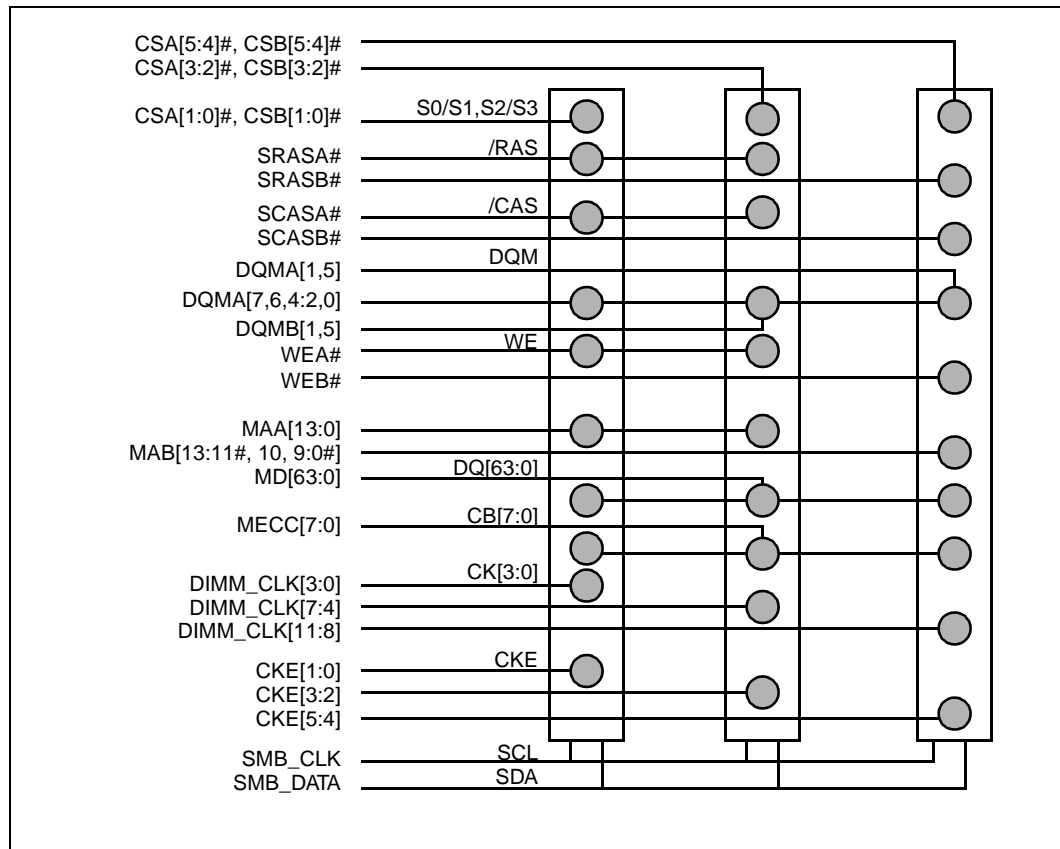 CSA[5:4]#, CSB[5:4]#
CSA[3:2]#, CSB[3:2]#
CSA[1:0]#, CSB[1:0]# S0/S1,S2/S3
SRASA# /RAS
SRASB#
SCASA# /CAS
SCASB#
DQM
DQMA[1,5]
DQMA[7,6,4:2,0]
DQMB[1,5]
WEA# WE
WEB#
MAA[13:0]
MAB[13:11#, 10, 9:0#]
MD[63:0] DQ[63:0]
MECC[7:0] CB[7:0]
DIMM_CLK[3:0] CK[3:0]
DIMM_CLK[7:4]
DIMM_CLK[11:8]
CKE[1:0] CKE
CKE[3:2]
CKE[5:4]
SMB_CLK SCL
SMB_DATA SDA